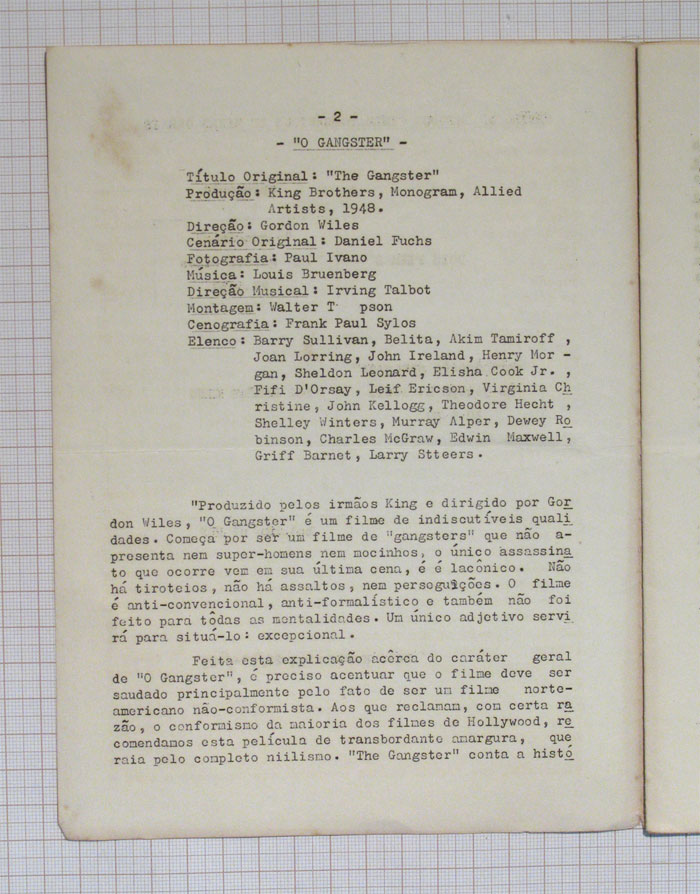 - 2 -
- "O GANGSTER" -
Título Original: "The Gangster"
Produção: King Brothers, Monogram, Allied
Artists, 1948.
Direção: Gordon Wiles
Cenário Original: Daniel Fuchs
Fotografia: Paul Ivano
Música: Louis Bruenberg
Direção Musical: Irving Talbot
Montagem: Walter T pson
Cenografia: Frank Paul Sylos
Elenco: Barry Sullivan, Belita, Akim Tamiroff ,
Joan Lorring, John Ireland, Henry Mor -
gan, Sheldon Leonard, Elisha Cook Jr. ,
Fifi D'Orsay, Leif Ericson, Virginia Ch
ristine, John Kellogg, Theodore Hecht ,
Shelley Winters, Murray Alper, Dewey Ro
binson, Charles McGraw, Edwin Maxwell,
Griff Barnet, Larry Stteers.
"Produzido pelos irmãos King e dirigido por Gor
don Wiles, "O Gangster" é um filme de indiscutíveis quali
dades. Começa por ser um filme de "gangsters" que não a-
presenta nem super-homens nem mocinhos, o único assassina
to que ocorre vem em sua última cena, é é lacônico. Não
há tiroteios, não há assaltos, nem perseguições. O filme
é anti-convencional, anti-formalístico e também não foi
feito para tôdas as mentalidades. Um único adjetivo servi
rá para situá-lo: excepcional.
Feita esta explicação acêrca do caráter geral
de "O Gangster", é preciso acentuar que o filme deve ser
saudado principalmente pelo fato de ser um filme norte-
americano não-conformista. Aos que reclamam, com certa ra
zão, o conformismo da maioria dos filmes de Hollywood, re
comendamos esta película de transbordante amargura, que
raia pelo completo niilismo. "The Gangster" conta a histó